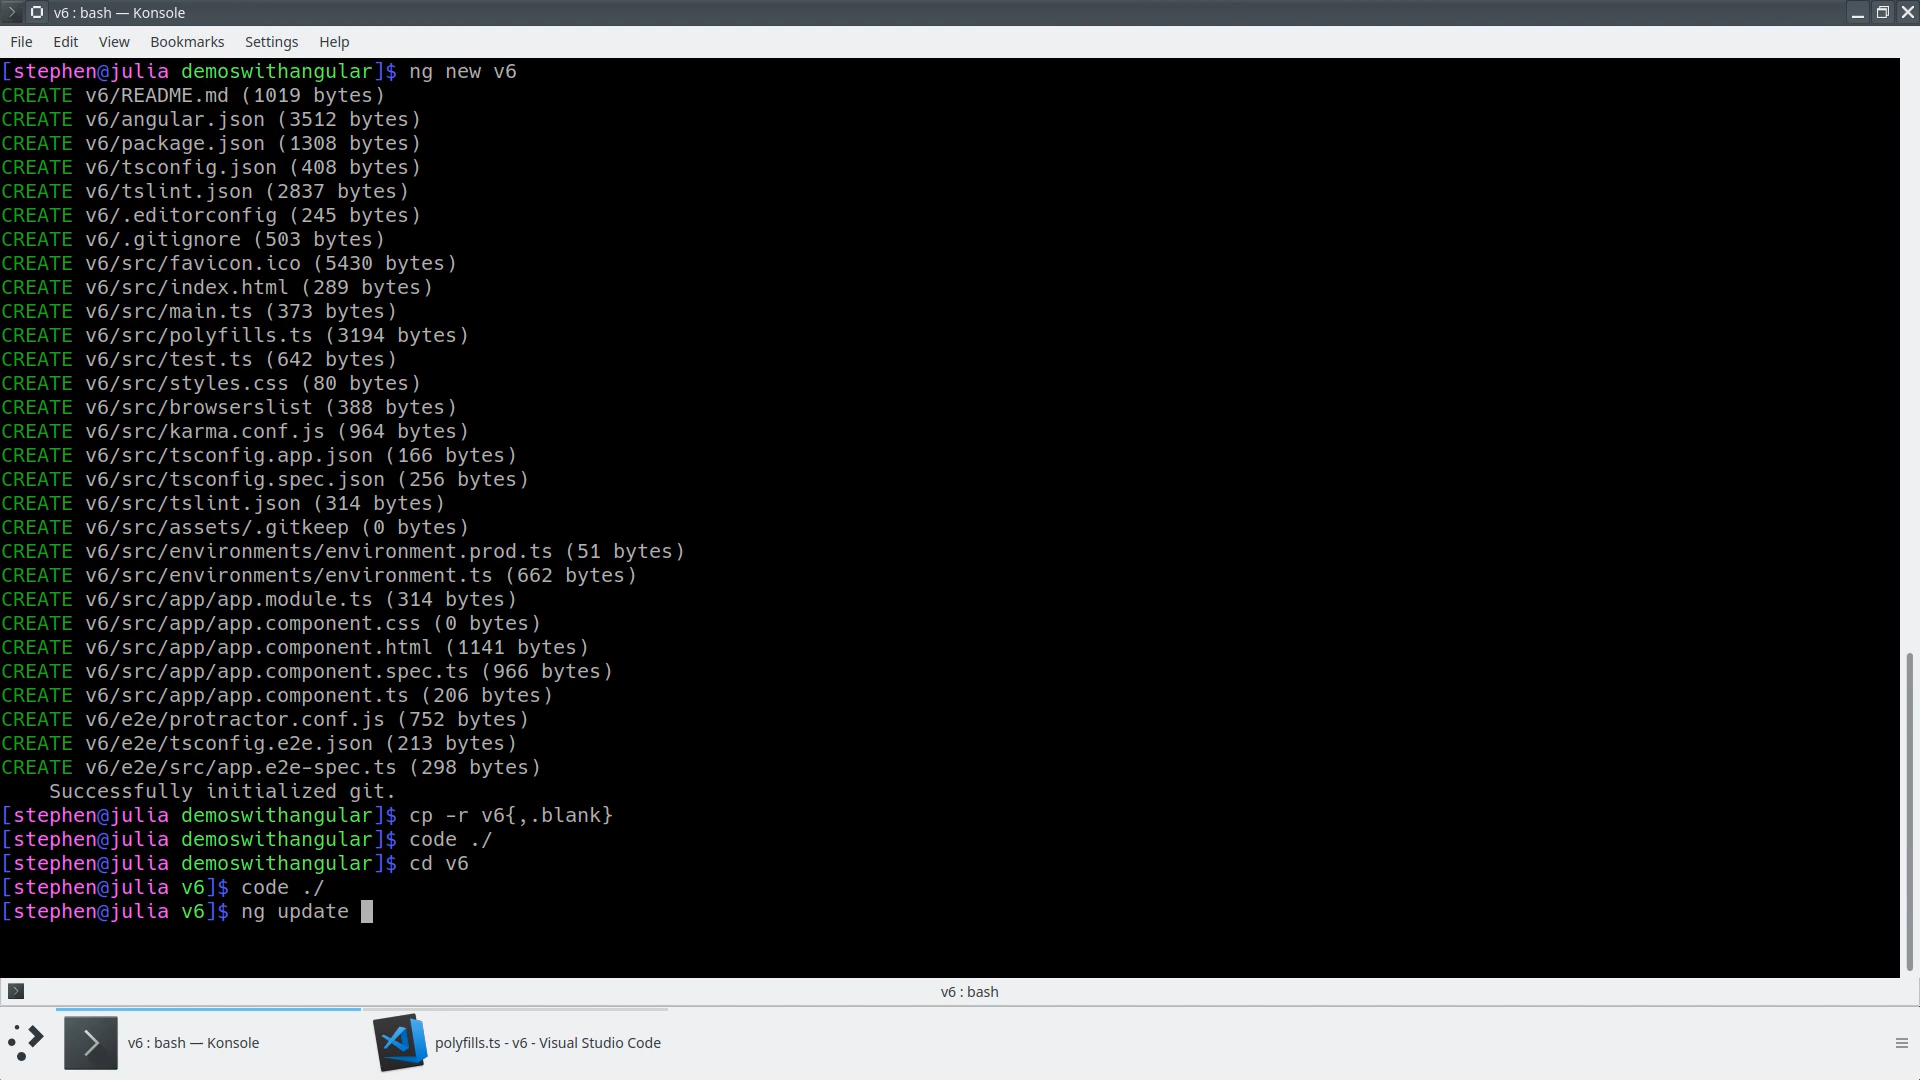 v6 : bash — Konsole
File Edit View Bookmarks Settings Help
[stephen@julia demoswithangular]$ ng new v6
CREATE v6/README.md (1019 bytes)
CREATE v6/angular.json (3512 bytes)
CREATE v6/package.json (1308 bytes)
CREATE v6/tsconfig.json (408 bytes)
CREATE v6/tslint.json (2837 bytes)
CREATE v6/.editorconfig (245 bytes)
CREATE v6/.gitignore (503 bytes)
CREATE v6/src/favicon.ico (5430 bytes)
CREATE v6/src/index.html (289 bytes)
CREATE v6/src/main.ts (373 bytes)
CREATE v6/src/polyfills.ts (3194 bytes)
CREATE v6/src/test.ts (642 bytes)
CREATE v6/src/styles.css (80 bytes)
CREATE v6/src/browserslist (388 bytes)
CREATE v6/src/karma.conf.js (964 bytes)
CREATE v6/src/tsconfig.app.json (166 bytes)
CREATE v6/src/tsconfig.spec.json (256 bytes)
CREATE v6/src/tslint.json (314 bytes)
CREATE v6/src/assets/.gitkeep (0 bytes)
CREATE v6/src/environments/environment.prod.ts (51 bytes)
CREATE v6/src/environments/environment.ts (662 bytes)
CREATE v6/src/app/app.module.ts (314 bytes)
CREATE v6/src/app/app.component.css (0 bytes)
CREATE v6/src/app/app.component.html (1141 bytes)
CREATE v6/src/app/app.component.spec.ts (966 bytes)
CREATE v6/src/app/app.component.ts (206 bytes)
CREATE v6/e2e/protractor.conf.js (752 bytes)
CREATE v6/e2e/tsconfig.e2e.json (213 bytes)
CREATE v6/e2e/src/app.e2e-spec.ts (298 bytes)
Successfully initialized git.
[stephen@julia demoswithangular]$ cp -r v6{,.blank}
[stephen@julia demoswithangular]$ code ./
[stephen@julia demoswithangular]$ cd v6
[stephen@julia v6]$ code ./
[stephen@julia v6]$ ng update
v6 : bash
v6 : bash — Konsole
polyfills.ts - v6 - Visual Studio Code